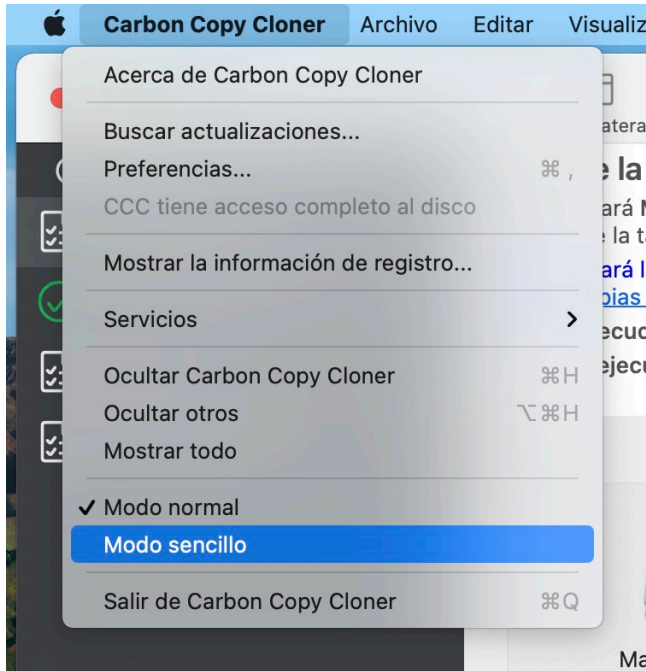 Carbon Copy Cloner Archivo Editar
Acerca de Carbon Copy Cloner
Buscar actualizaciones...
Preferencias... ⌘ ,
CCC tiene acceso completo al disco
Mostrar la información de registro...
Servicios
Ocultar Carbon Copy Cloner ⌘H
Ocultar otros ⌥⌘H
Mostrar todo
✓ Modo normal
Modo sencillo
Salir de Carbon Copy Cloner ⌘Q